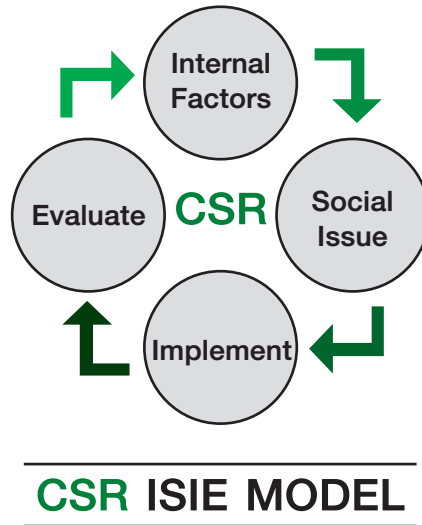 Internal
Factors
Evaluate
CSR
Social
Issue
Implement
CSR ISIE MODEL